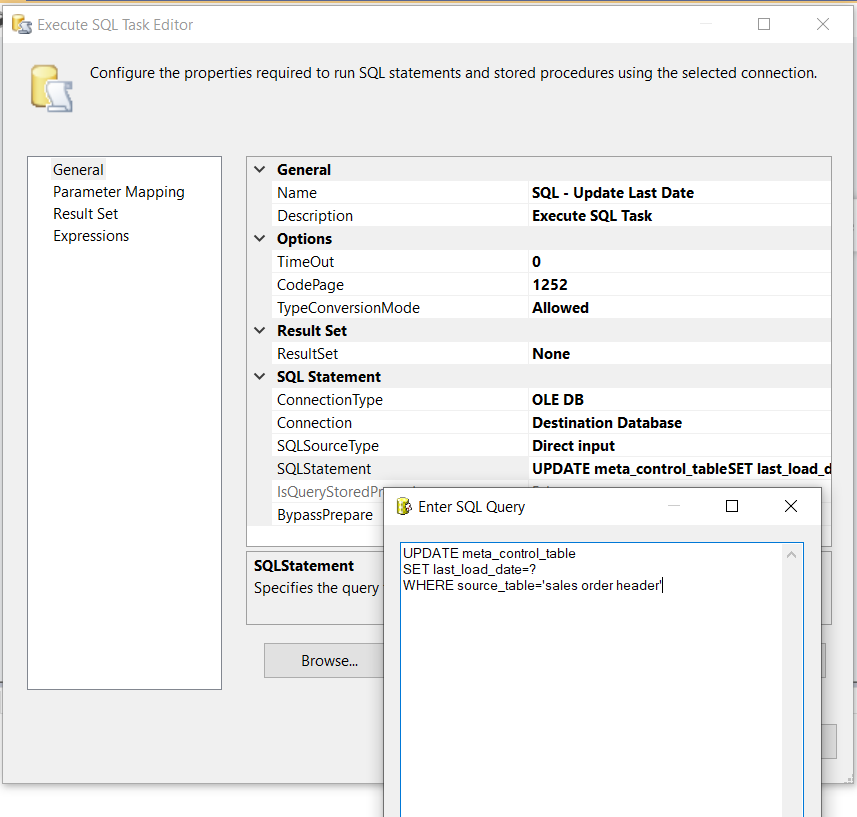 Execute SQL Task Editor
Configure the properties required to run SQL statements and stored procedures using the selected connection.
General
Parameter Mapping
Result Set
Expressions
General
Name SQL - Update Last Date
Description Execute SQL Task
Options
TimeOut 0
CodePage 1252
TypeConversionMode Allowed
Result Set
ResultSet None
SQL Statement
ConnectionType OLE DB
Connection Destination Database
SQLSourceType Direct input
SQLStatement UPDATE meta_control_tableSET last_load_d
BypassPrepare
SQLStatement
Specifies the query
Browse...
Enter SQL Query
UPDATE meta_control_table
SET last_load_date=?
WHERE source_table='sales order header'